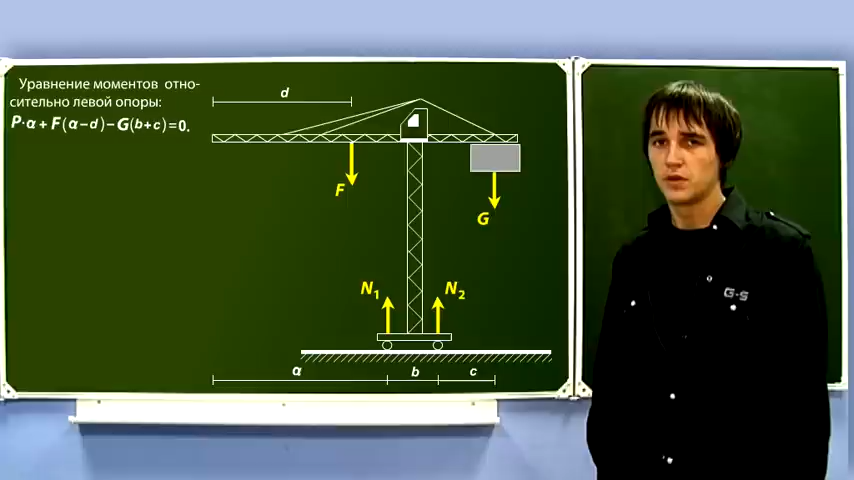 Уравнение моментов отно-
сительно левой опоры:
P·a + F(a-d) - G(b+c) = 0.
d
F
G
N1 N2
a b c
G-S